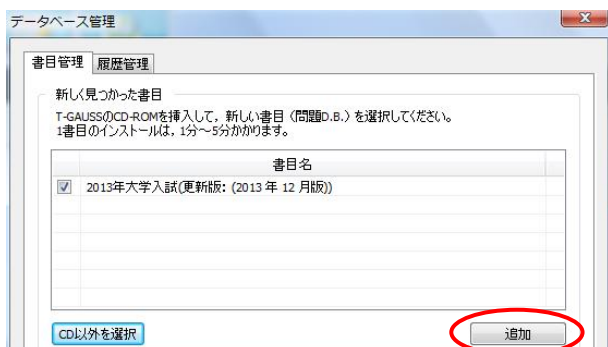 データベース管理
書目管理 履歴管理
新しく見つかった書目
T-GAUSSのCD-ROMを挿入して，新しい書目（問題D.B.）を選択してください。
1書目のインストールは，1分～5分かかります。
書目名
2013年大学入試(更新版: (2013 年 12 月版))
CD以外を選択 追加